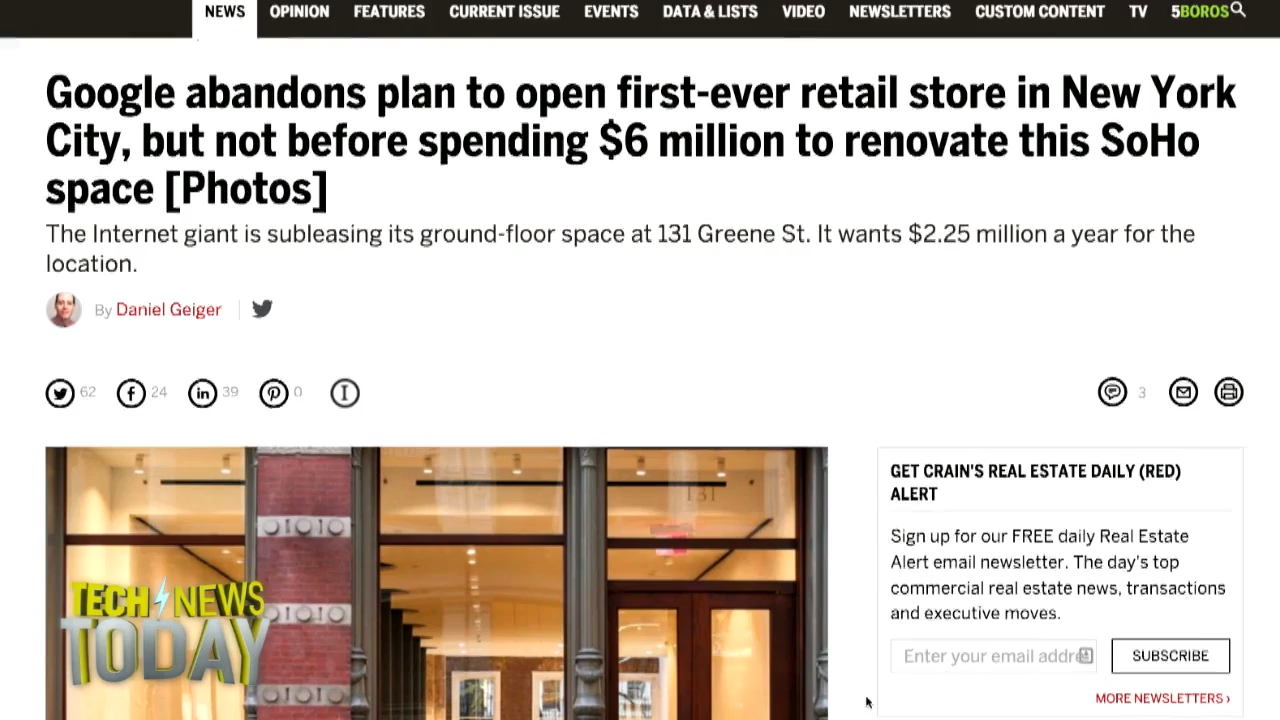 NEWS OPINION FEATURES CURRENT ISSUE EVENTS DATA & LISTS VIDEO NEWSLETTERS CUSTOM CONTENT TV 5BOROS
Google abandons plan to open first-ever retail store in New York
City, but not before spending $6 million to renovate this SoHo
space [Photos]
The Internet giant is subleasing its ground-floor space at 131 Greene St. It wants $2.25 million a year for the
location.
By Daniel Geiger
62 24 39 0 3
131
TECH NEWS
TODAY
GET CRAIN'S REAL ESTATE DAILY (RED)
ALERT
Sign up for our FREE daily Real Estate
Alert email newsletter. The day's top
commercial real estate news, transactions
and executive moves.
Enter your email addre
SUBSCRIBE
MORE NEWSLETTERS ›